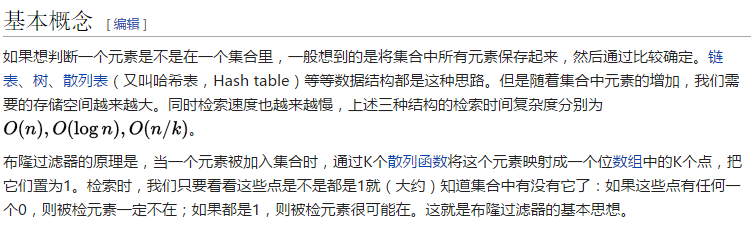 基本概念 [编辑]
如果想判断一个元素是不是在一个集合里，一般想到的是将集合中所有元素保存起来，然后通过比较确定。链
表、树、散列表（又叫哈希表，Hash table）等等数据结构都是这种思路。但是随着集合中元素的增加，我们需
要的存储空间越来越大。同时检索速度也越来越慢，上述三种结构的检索时间复杂度分别为
O(n), O(log n), O(n/k)。
布隆过滤器的原理是，当一个元素被加入集合时，通过K个散列函数将这个元素映射成一个位数组中的K个点，把
它们置为1。检索时，我们只要看看这些点是不是都是1就（大约）知道集合中有没有它了：如果这些点有任何一
个0，则被检元素一定不在；如果都是1，则被检元素很可能在。这就是布隆过滤器的基本思想。